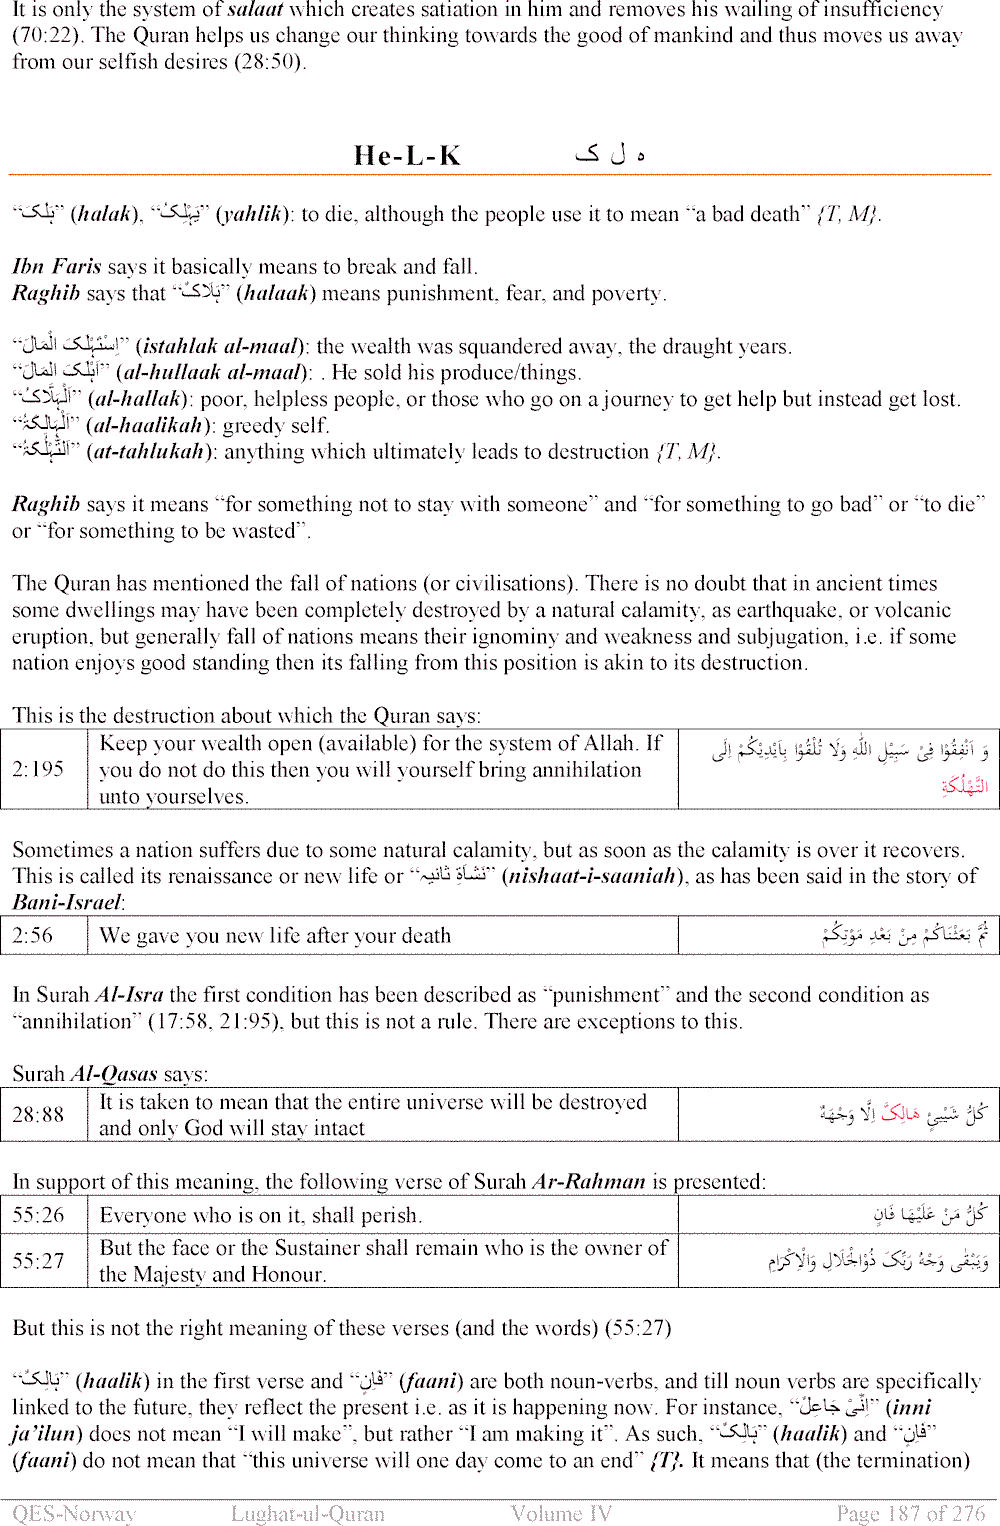 It is only the system of salaat which creates satiation in him and removes his wailing of insufficiency
(70:22). The Quran helps us change our thinking towards the good of mankind and thus moves us away
from our selfish desires (28:50).
He-L-K ہ ل ک
“ہَلَکَ” (halak), “یَہْلِکُ” (yahlik): to die, although the people use it to mean “a bad death” {T, M}.
Ibn Faris says it basically means to break and fall.
Raghib says that “ہَلَاکٌ” (halaak) means punishment, fear, and poverty.
“اِسْتَہْلَکَ الْمَالَ” (istahlak al-maal): the wealth was squandered away, the draught years.
“اَہْلَکَ الْمَالَ” (al-hullaak al-maal): . He sold his produce/things.
“اَلْہَلَّاکُ” (al-hallak): poor, helpless people, or those who go on a journey to get help but instead get lost.
“اَلْہَالِکَۃُ” (al-haalikah): greedy self.
“اَلتَّہْلُکَۃُ” (at-tahlukah): anything which ultimately leads to destruction {T, M}.
Raghib says it means “for something not to stay with someone” and “for something to go bad” or “to die”
or “for something to be wasted”.
The Quran has mentioned the fall of nations (or civilisations). There is no doubt that in ancient times
some dwellings may have been completely destroyed by a natural calamity, as earthquake, or volcanic
eruption, but generally fall of nations means their ignominy and weakness and subjugation, i.e. if some
nation enjoys good standing then its falling from this position is akin to its destruction.
This is the destruction about which the Quran says:
2:195 Keep your wealth open (available) for the system of Allah. If
you do not do this then you will yourself bring annihilation
unto yourselves.
وَ اَنْفِقُوْا فِیْ سَبِیْلِ اللّٰہِ وَلَا تُلْقُوْا بِاَیْدِیْکُمْ اِلَی
التَّہْلُکَۃِ
Sometimes a nation suffers due to some natural calamity, but as soon as the calamity is over it recovers.
This is called its renaissance or new life or “نَشَاَۃِ ثَانیہ” (nishaat-i-saaniah), as has been said in the story of
Bani-Israel:
2:56 We gave you new life after your death ثُمَّ بَعَثْنَاکُمْ مِنْ بَعْدِ مَوْتِکُمْ
In Surah Al-Isra the first condition has been described as “punishment” and the second condition as
“annihilation” (17:58, 21:95), but this is not a rule. There are exceptions to this.
Surah Al-Qasas says:
28:88 It is taken to mean that the entire universe will be destroyed
and only God will stay intact
کُلُّ شَیْیئٍ ھَالِکٌ اِلَّا وَجْھَہٗ
In support of this meaning, the following verse of Surah Ar-Rahman is presented:
55:26 Everyone who is on it, shall perish. کُلُّ مَنْ عَلَیْھَا فَانٍ
55:27 But the face or the Sustainer shall remain who is the owner of
the Majesty and Honour.
وَیَبْقٰی وَجْہُ رَبِّکَ ذُوْالْجَلَالِ وَالْاِکْرَامِ
But this is not the right meaning of these verses (and the words) (55:27)
“ہَالِکٌ” (haalik) in the first verse and “فَانٍ” (faani) are both noun-verbs, and till noun verbs are specifically
linked to the future, they reflect the present i.e. as it is happening now. For instance, “اِنِّیْ جَاعِلٌ” (inni
ja’ilun) does not mean “I will make”, but rather “I am making it”. As such, “ہَالِکٌ” (haalik) and “فَانٍ”
(faani) do not mean that “this universe will one day come to an end” {T}. It means that (the termination)
QES-Norway Lughat-ul-Quran Volume IV Page 187 of 276